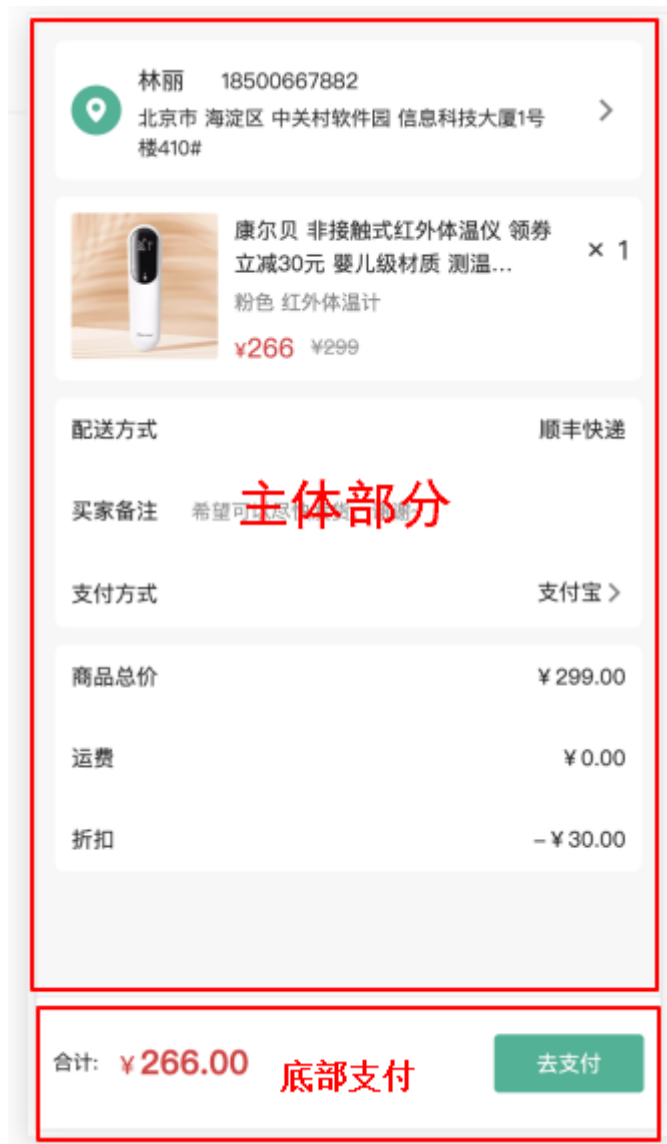 林丽 18500667882
北京市 海淀区 中关村软件园 信息科技大厦1号
楼410#
康尔贝 非接触式红外体温仪 领券
立减30元 婴儿级材质 测温...
× 1
粉色 红外体温计
¥266 ¥299
配送方式 顺丰快递
主体部分
买家备注 希望可
支付方式 支付宝
商品总价 ¥299.00
运费 ¥0.00
折扣 –¥30.00
合计: ¥266.00
底部支付
去支付